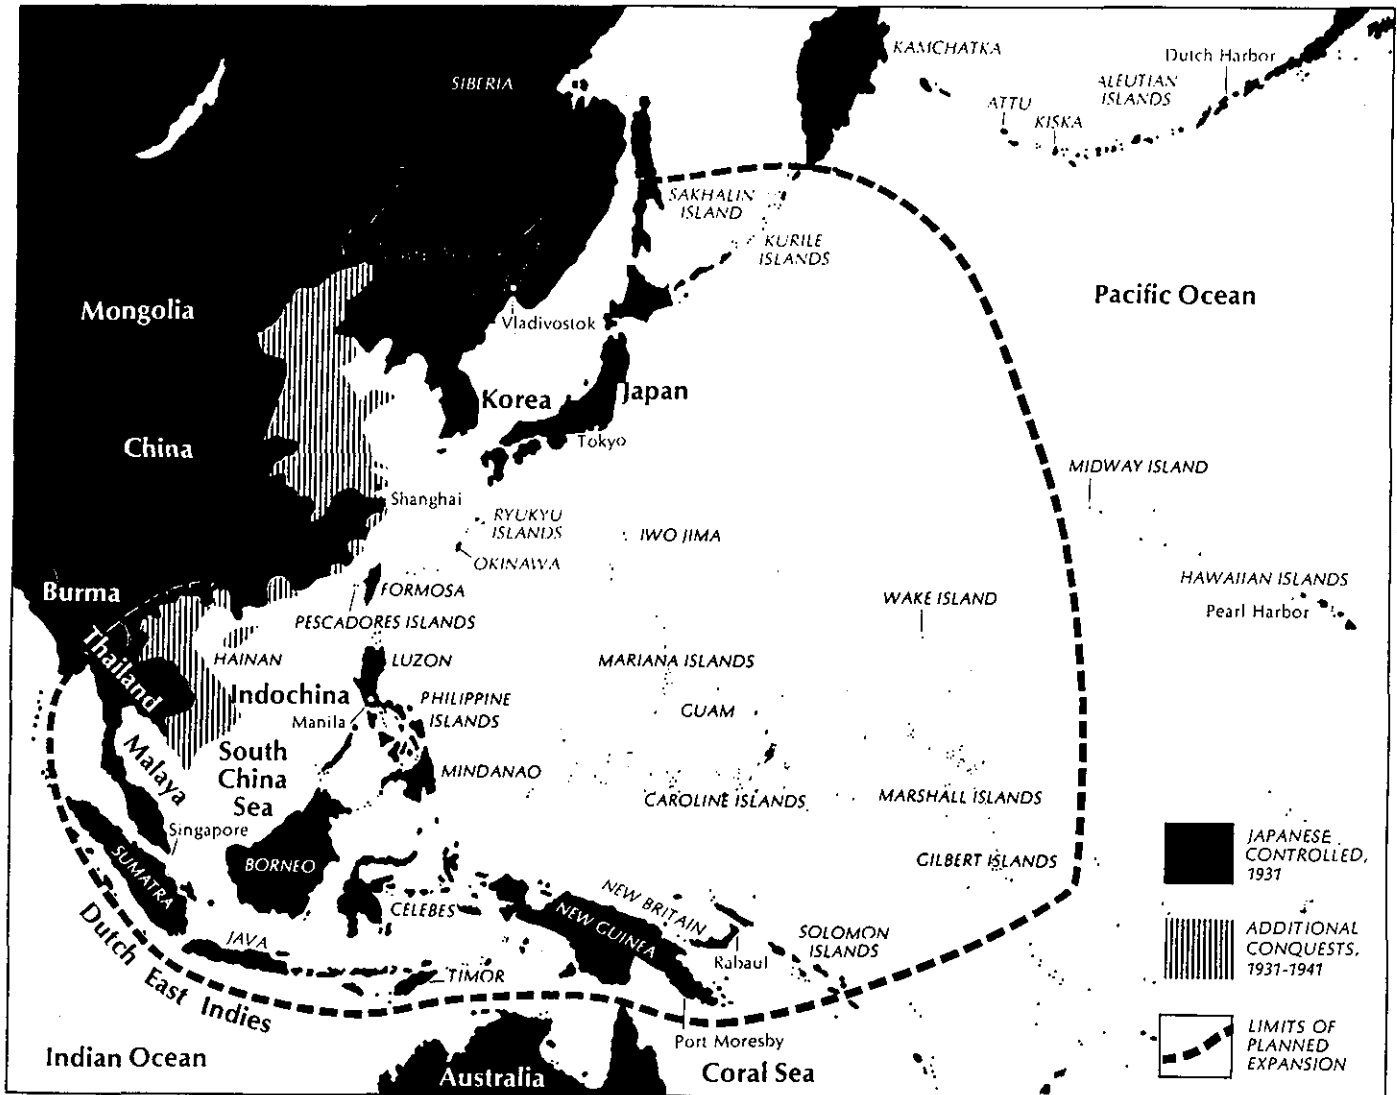 KAMCHATKA
Dutch Harbor
SIBERIA
ALEUTIAN
ISLANDS
ATTU
KISKA
SAKHALIN
ISLAND
KURILE
ISLANDS
Mongolia
Pacific Ocean
Vladivostok
Korea
Japan
China
Tokyo
MIDWAY ISLAND
Shanghai
RYUKYU
ISLANDS
IWO JIMA
OKINAWA
HAWAIIAN ISLANDS
Burma
FORMOSA
WAKE ISLAND
Pearl Harbor
PESCADORES ISLANDS
Thailand
HAINAN
LUZON
MARIANA ISLANDS
Indochina
PHILIPPINE
ISLANDS
Manila
GUAM
Malaya
South
China
Sea
MINDANAO
CAROLINE ISLANDS
MARSHALL ISLANDS
Singapore
SUMATRA
BORNEO
GILBERT ISLANDS
JAPANESE
CONTROLLED,
1931
CELEBES
NEW BRITAIN
NEW GUINEA
Rabaul
SOLOMON
ISLANDS
ADDITIONAL
CONQUESTS,
1931-1941
Dutch East Indies
JAVA
TIMOR
LIMITS OF
PLANNED
EXPANSION
Port Moresby
Indian Ocean
Australia
Coral Sea